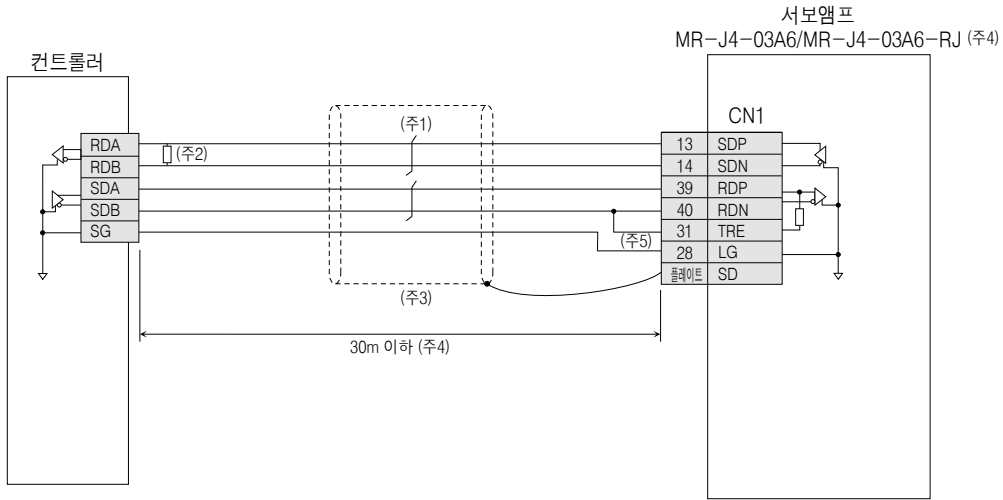 서보앰프
MR-J4-03A6/MR-J4-03A6-RJ (주4)
컨트롤러
CN1
(주1)
RDA
(주2)
RDB
SDA
SDB
SG
13 SDP
14 SDN
39 RDP
40 RDN
31 TRE
(주5)
28 LG
플레이트 SD
(주3)
30m 이하 (주4)